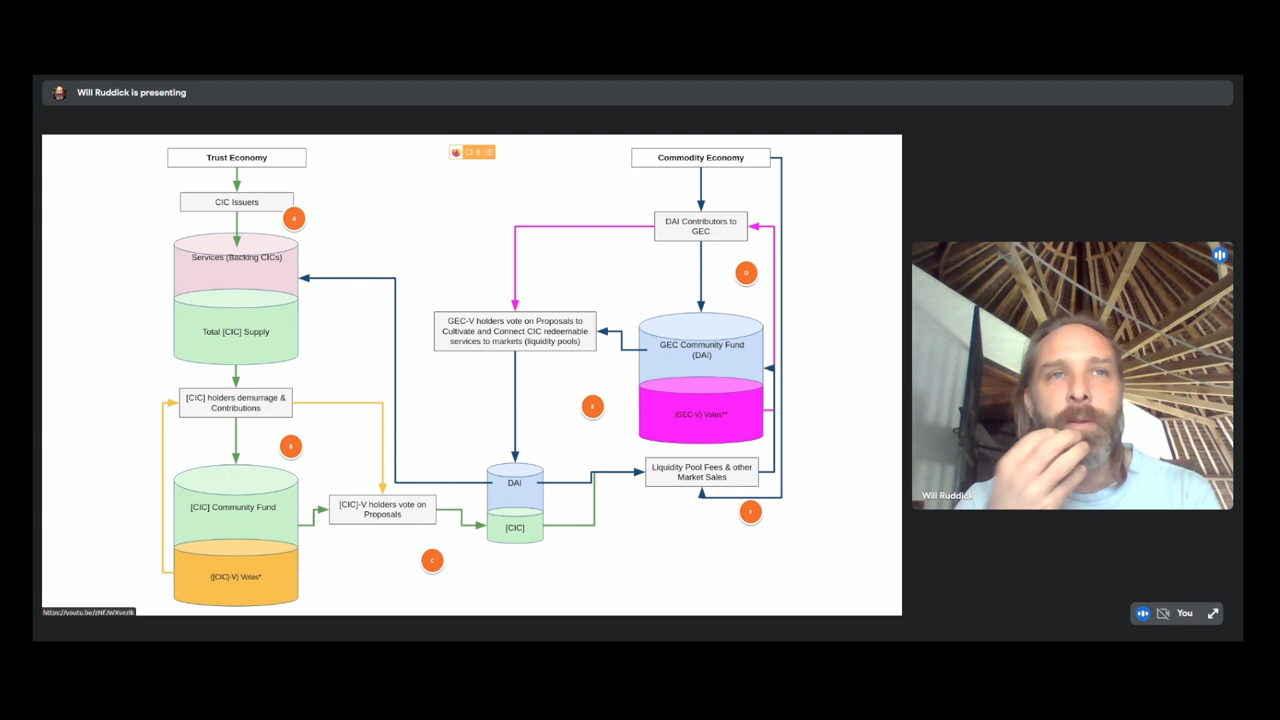 Will Ruddick is presenting
Trust Economy
CIC Issuers
A
Services (Backing CICs)
Total [CIC] Supply
[CIC] holders demurrage &
Contributions
B
[CIC] Community Fund
([CIC]-V) Votes*
[CIC]-V holders vote on
Proposals
C
Commodity Economy
DAI Contributors to
GEC
D
GEC-V holders vote on Proposals to
Cultivate and Connect CIC redeemable
services to markets (liquidity pools)
GEC Community Fund
(DAI)
(GEC-V) Votes**
E
DAI
[CIC]
Liquidity Pool Fees & other
Market Sales
F
Will Ruddick
You